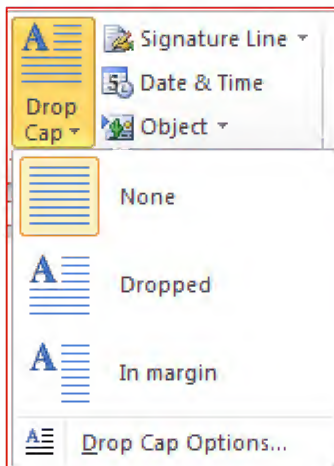 Signature Line
Date & Time
Drop
Cap
Object
None
Dropped
In margin
Drop Cap Options...